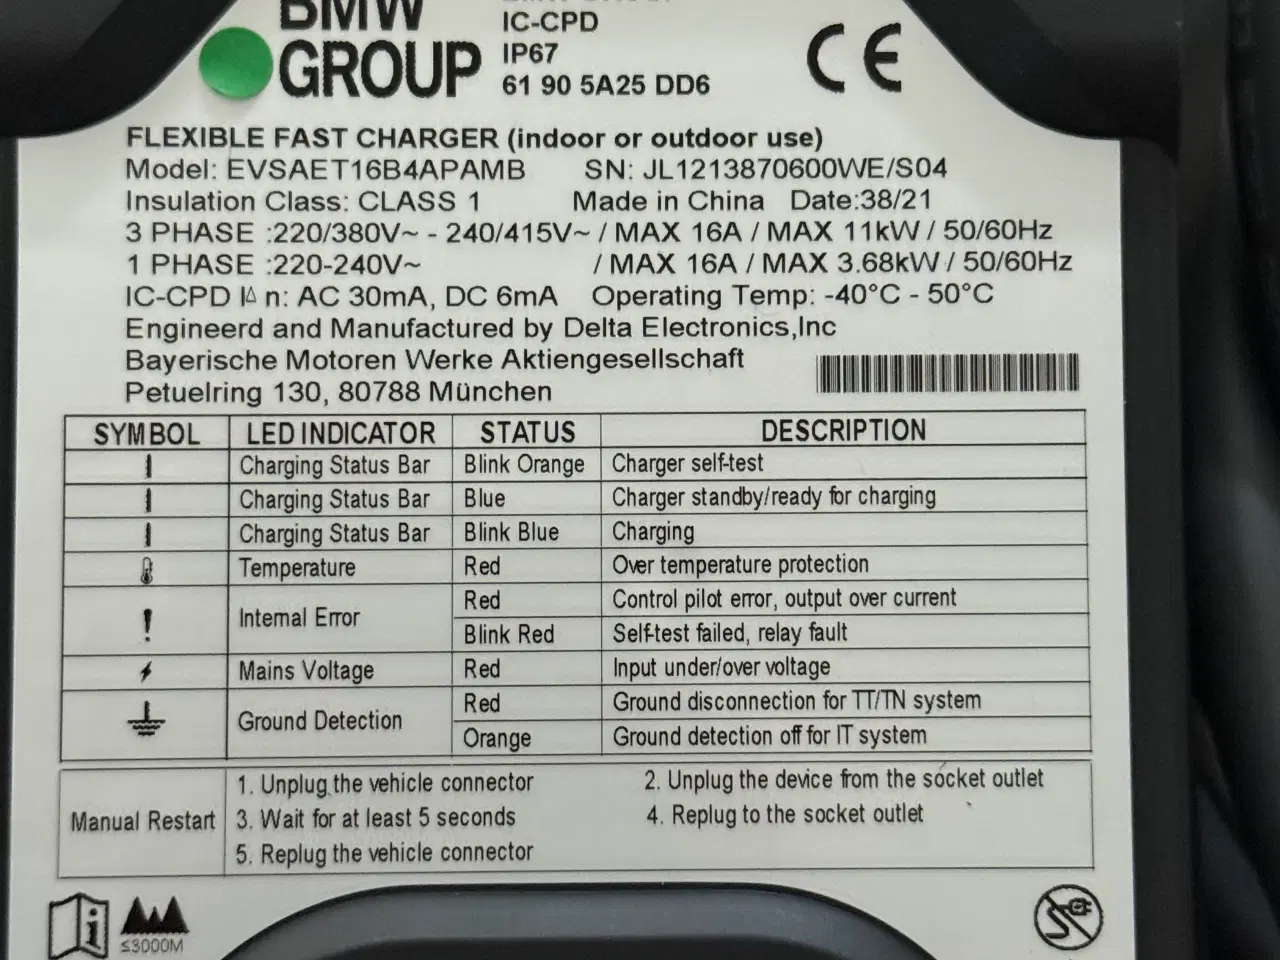 BMW
GROUP
IC-CPD
IP67
61 90 5A25 DD6
CE
FLEXIBLE FAST CHARGER (indoor or outdoor use)
Model: EVSAET16B4APAMB SN: JL1213870600WE/S04
Insulation Class: CLASS 1 Made in China Date:38/21
3 PHASE :220/380V~ - 240/415V~ / MAX 16A / MAX 11kW / 50/60Hz
1 PHASE :220-240V~ / MAX 16A / MAX 3.68kW / 50/60Hz
IC-CPD I△ n: AC 30mA, DC 6mA Operating Temp: -40°C - 50°C
Engineerd and Manufactured by Delta Electronics,Inc
Bayerische Motoren Werke Aktiengesellschaft
Petuelring 130, 80788 München
SYMBOL LED INDICATOR STATUS DESCRIPTION
Charging Status Bar Blink Orange Charger self-test
Charging Status Bar Blue Charger standby/ready for charging
Charging Status Bar Blink Blue Charging
Temperature Red Over temperature protection
! Internal Error Red Control pilot error, output over current
Blink Red Self-test failed, relay fault
Mains Voltage Red Input under/over voltage
Ground Detection Red Ground disconnection for TT/TN system
Orange Ground detection off for IT system
Manual Restart
1. Unplug the vehicle connector 2. Unplug the device from the socket outlet
3. Wait for at least 5 seconds 4. Replug to the socket outlet
5. Replug the vehicle connector
i
≤3000M